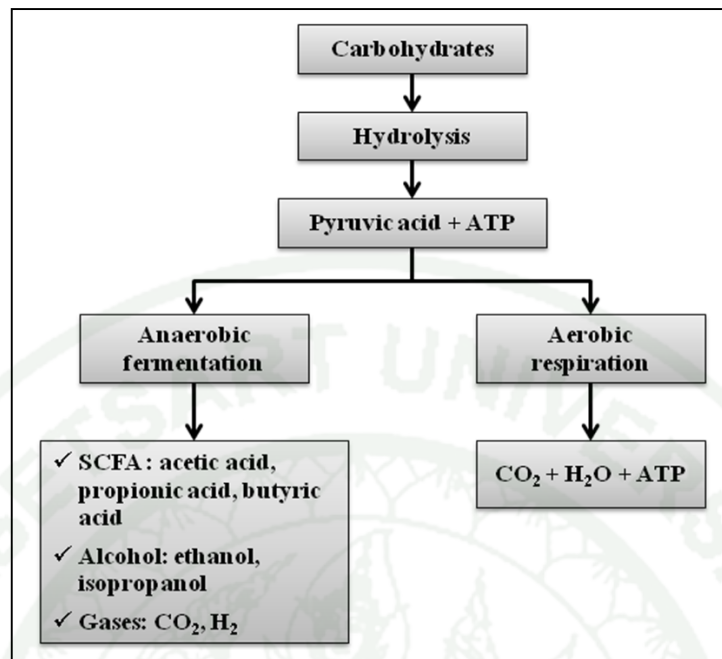 Carbohydrates
Hydrolysis
Pyruvic acid + ATP
Anaerobic
fermentation
Aerobic
respiration
✓ SCFA : acetic acid,
propionic acid, butyric
acid
✓ Alcohol: ethanol,
isopropanol
✓ Gases: CO₂, H₂
CO₂ + H₂O + ATP